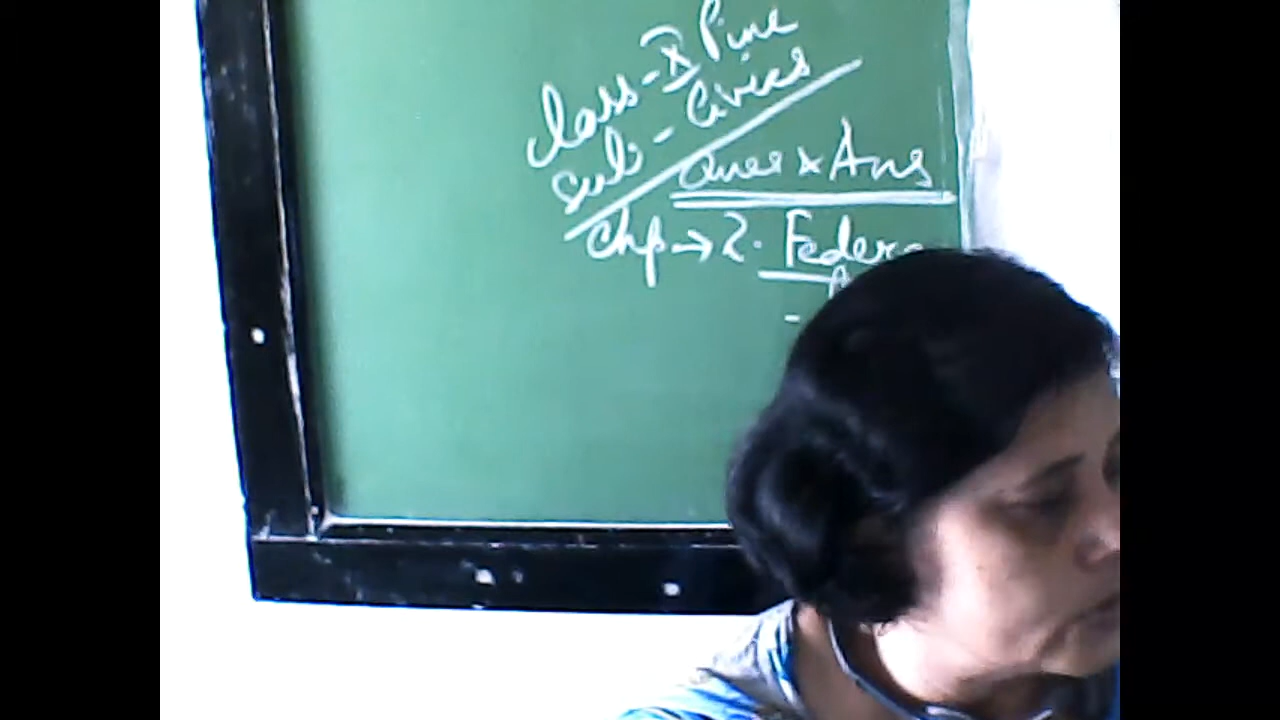 Class - X Pine
Sub - Civics
Ques & Ans
Chp → 2. Federa
-